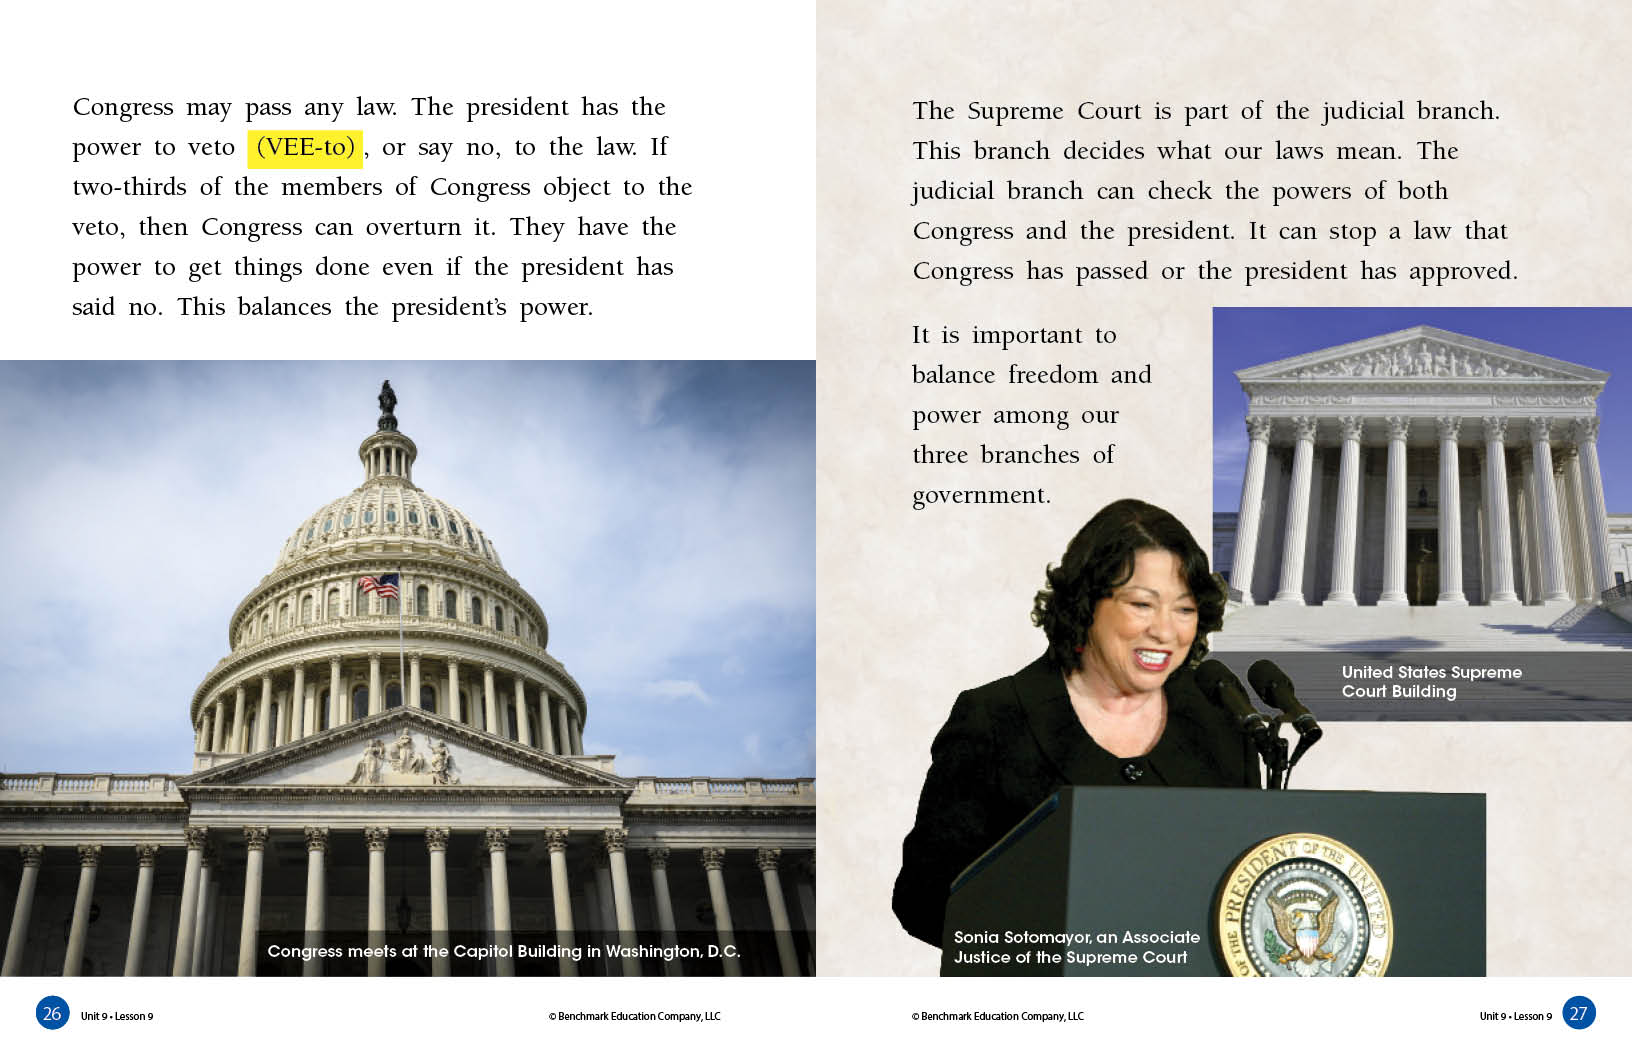 Congress may pass any law. The president has the
power to veto (VEE-to), or say no, to the law. If
two-thirds of the members of Congress object to the
veto, then Congress can overturn it. They have the
power to get things done even if the president has
said no. This balances the president’s power.
Congress meets at the Capitol Building in Washington, D.C.
26
Unit 9 • Lesson 9
© Benchmark Education Company, LLC
The Supreme Court is part of the judicial branch.
This branch decides what our laws mean. The
judicial branch can check the powers of both
Congress and the president. It can stop a law that
Congress has passed or the president has approved.
It is important to
balance freedom and
power among our
three branches of
government.
United States Supreme
Court Building
PRESIDENT OF THE UNITED
OF THE
Sonia Sotomayor, an Associate
Justice of the Supreme Court
© Benchmark Education Company, LLC
Unit 9 • Lesson 9
27